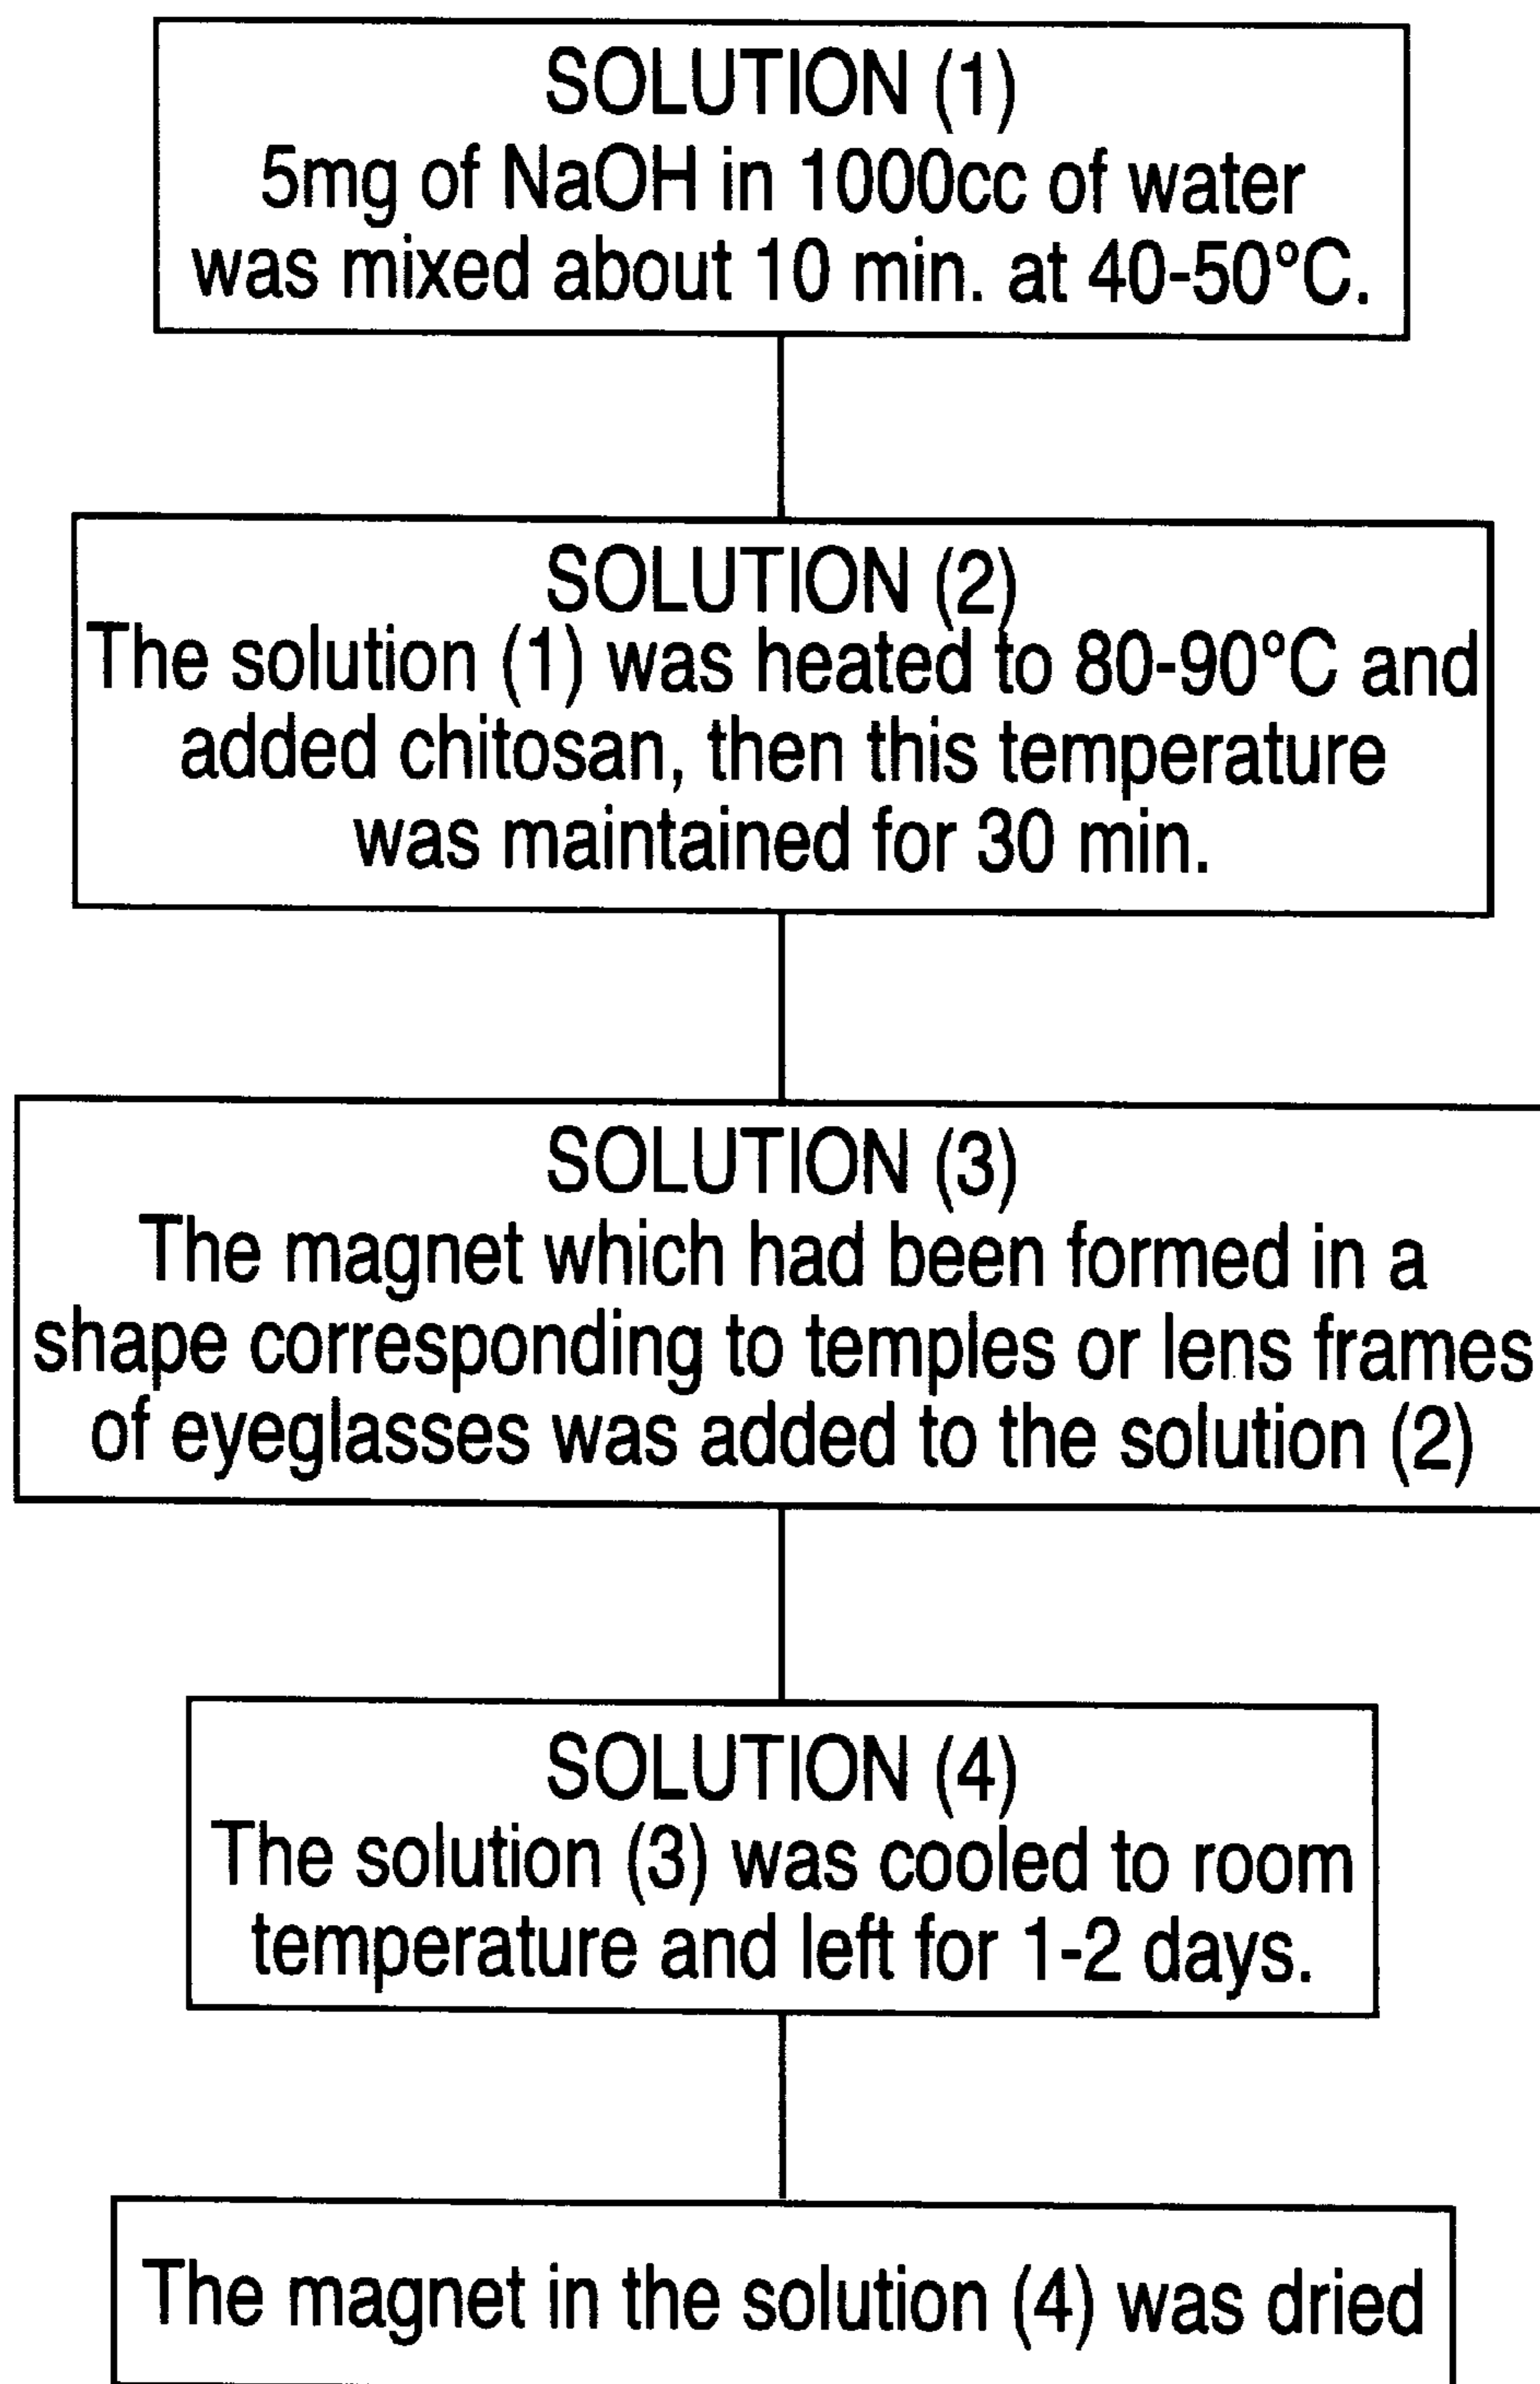 SOLUTION (1)
5mg of NaOH in 1000cc of water
was mixed about 10 min. at 40-50°C.
SOLUTION (2)
The solution (1) was heated to 80-90°C and
added chitosan, then this temperature
was maintained for 30 min.
SOLUTION (3)
The magnet which had been formed in a
shape corresponding to temples or lens frames
of eyeglasses was added to the solution (2)
SOLUTION (4)
The solution (3) was cooled to room
temperature and left for 1-2 days.
The magnet in the solution (4) was dried